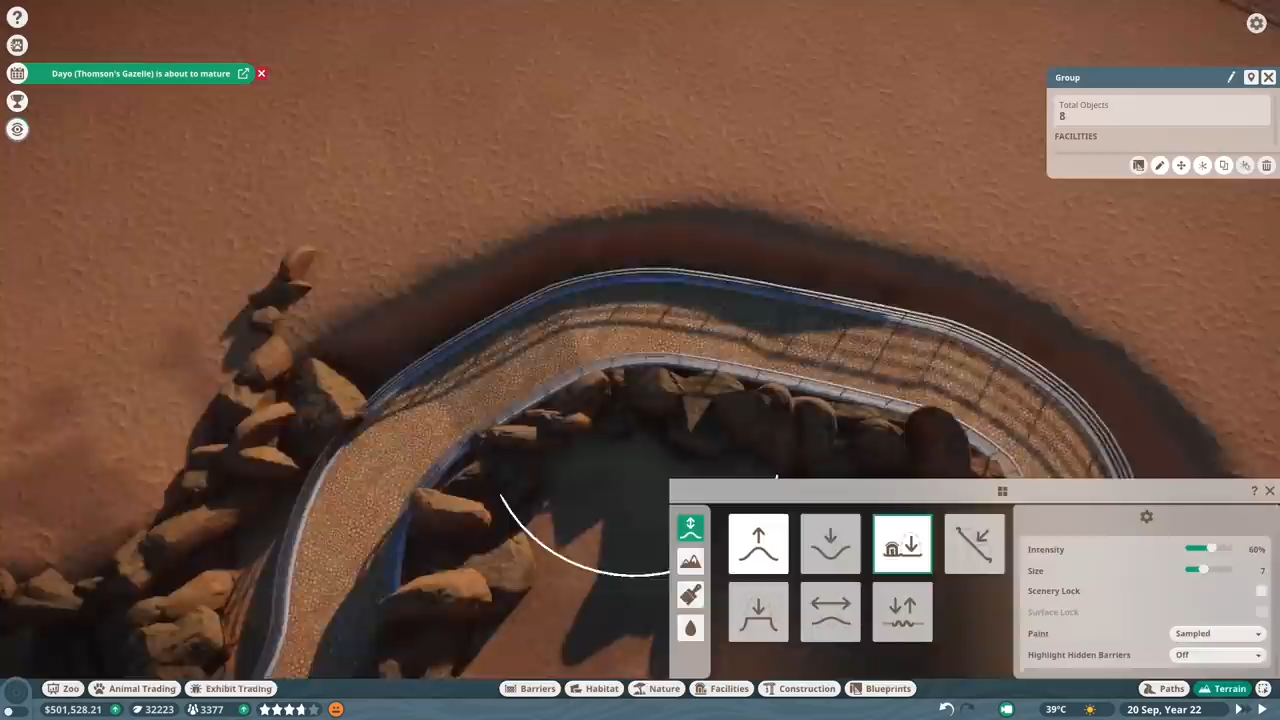 ?
Dayo (Thomson's Gazelle) is about to mature
Group
Total Objects
8
FACILITIES
?
Intensity
60%
Size
7
Scenery Lock
Surface Lock
Paint
Sampled
Highlight Hidden Barriers
Off
Zoo
Animal Trading
Exhibit Trading
Barriers
Habitat
Nature
Facilities
Construction
Blueprints
Paths
Terrain
$501,528.21
32223
3377
39°C
20 Sep, Year 22